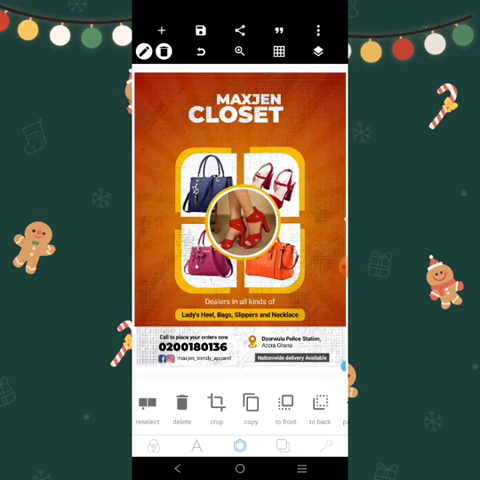 MAXJEN
CLOSET
Dealers in all kinds of
Lady's Heel, Bags, Slippers and Necklace
Call to place your orders now
0200180136
maxjen_trendy_apparel
Dzorwulu Police Station,
Accra Ghana
Nationwide delivery Available
reselect delete crop copy to front to back
A